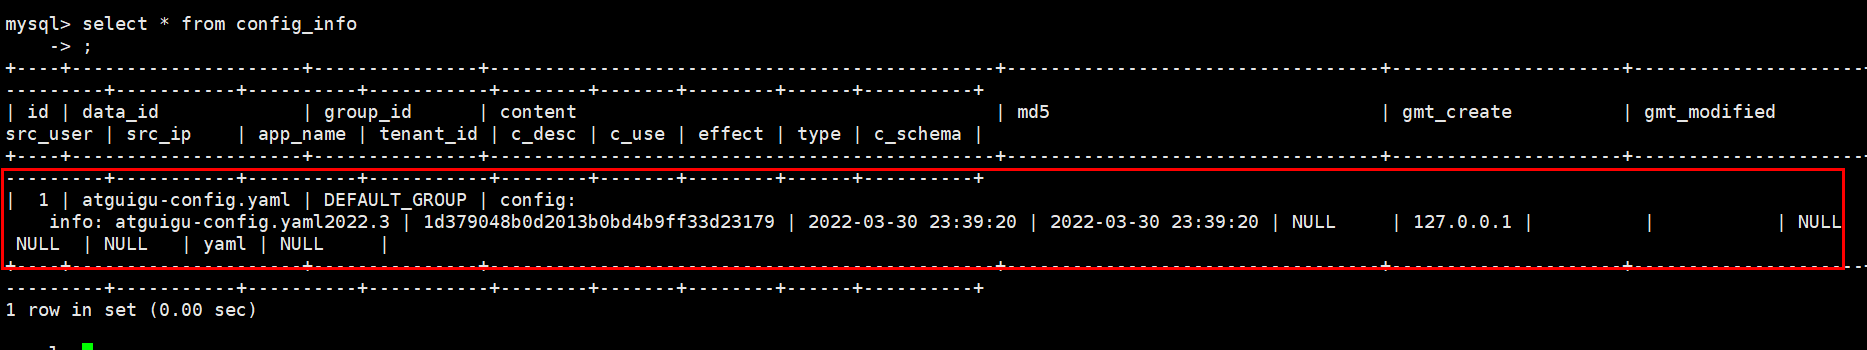 mysql> select * from config_info
    -> ;
+----+---------------------+---------------+----------------------------------------------+----------------------------------+---------------------+---------------------
---------+-----------+----------+-----------+--------+-------+--------+------+----------+
| id | data_id             | group_id      | content                                      | md5                              | gmt_create          | gmt_modified
src_user | src_ip    | app_name | tenant_id | c_desc | c_use | effect | type | c_schema |
+----+---------------------+---------------+----------------------------------------------+----------------------------------+---------------------+---------------------
---------+-----------+----------+-----------+--------+-------+--------+------+----------+
|  1 | atguigu-config.yaml | DEFAULT_GROUP | config:
    info: atguigu-config.yaml2022.3 | 1d379048b0d2013b0bd4b9ff33d23179 | 2022-03-30 23:39:20 | 2022-03-30 23:39:20 | NULL     | 127.0.0.1 |          |           | NULL
 NULL  | NULL   | yaml | NULL     |
+----+---------------------+---------------+----------------------------------------------+----------------------------------+---------------------+---------------------
---------+-----------+----------+-----------+--------+-------+--------+------+----------+
1 row in set (0.00 sec)